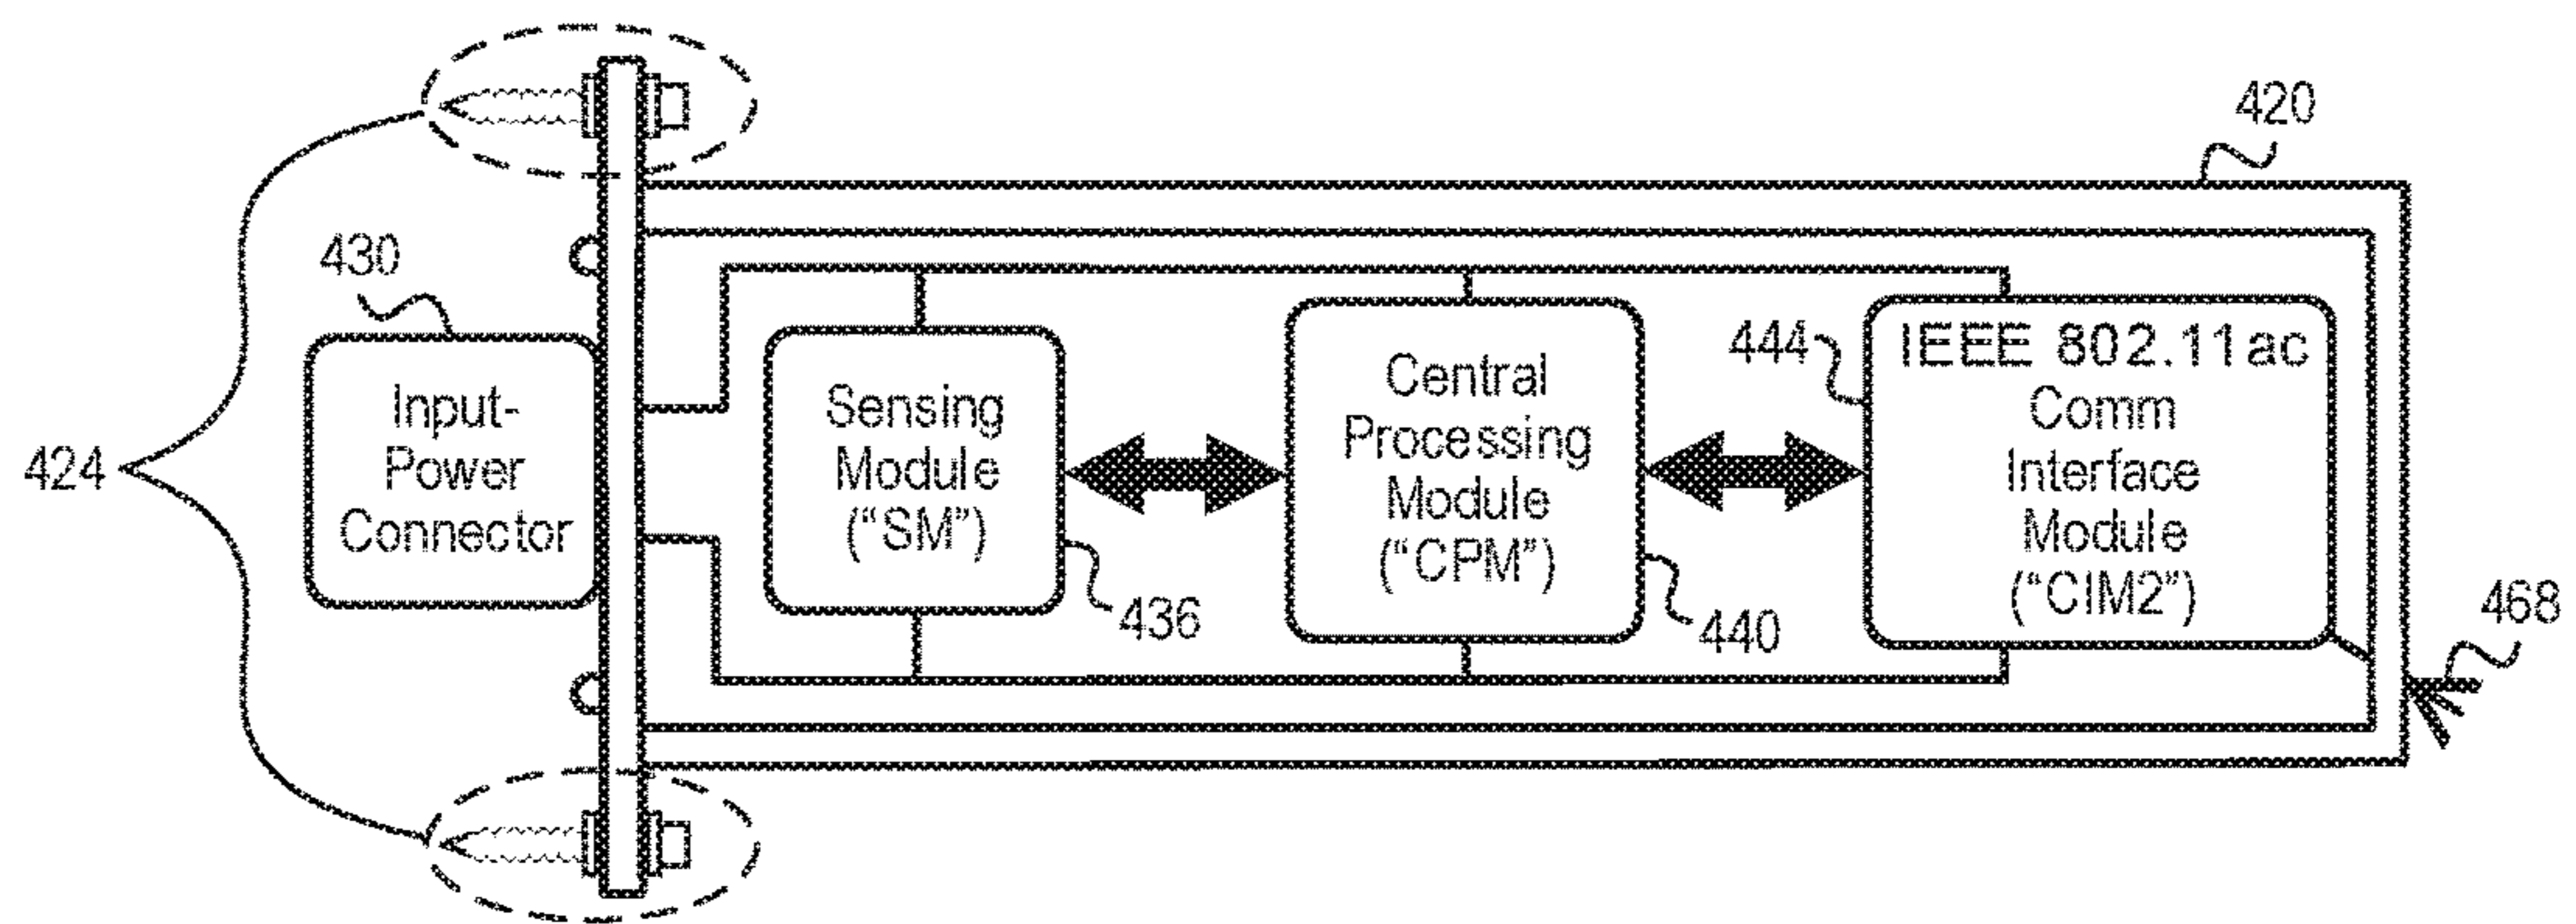 420
430
424
Input-
Power
Connector
Sensing
Module
("SM")
436
Central
Processing
Module
("CPM")
440
444
IEEE 802.11ac
Comm
Interface
Module
("CIM2")
468